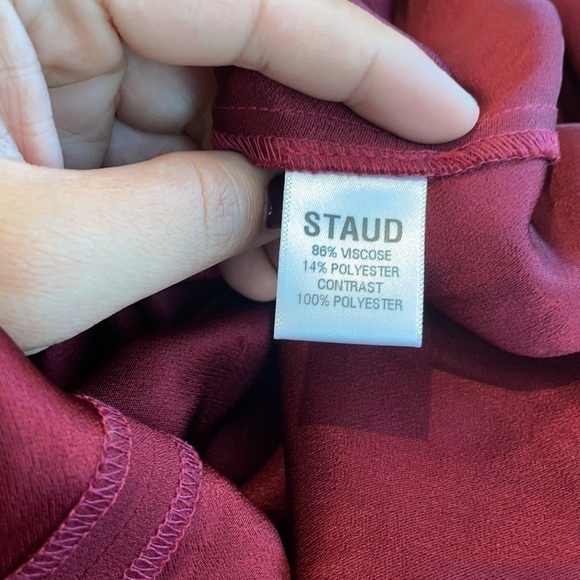 STAUD
86% VISCOSE
14% POLYESTER
CONTRAST
100% POLYESTER